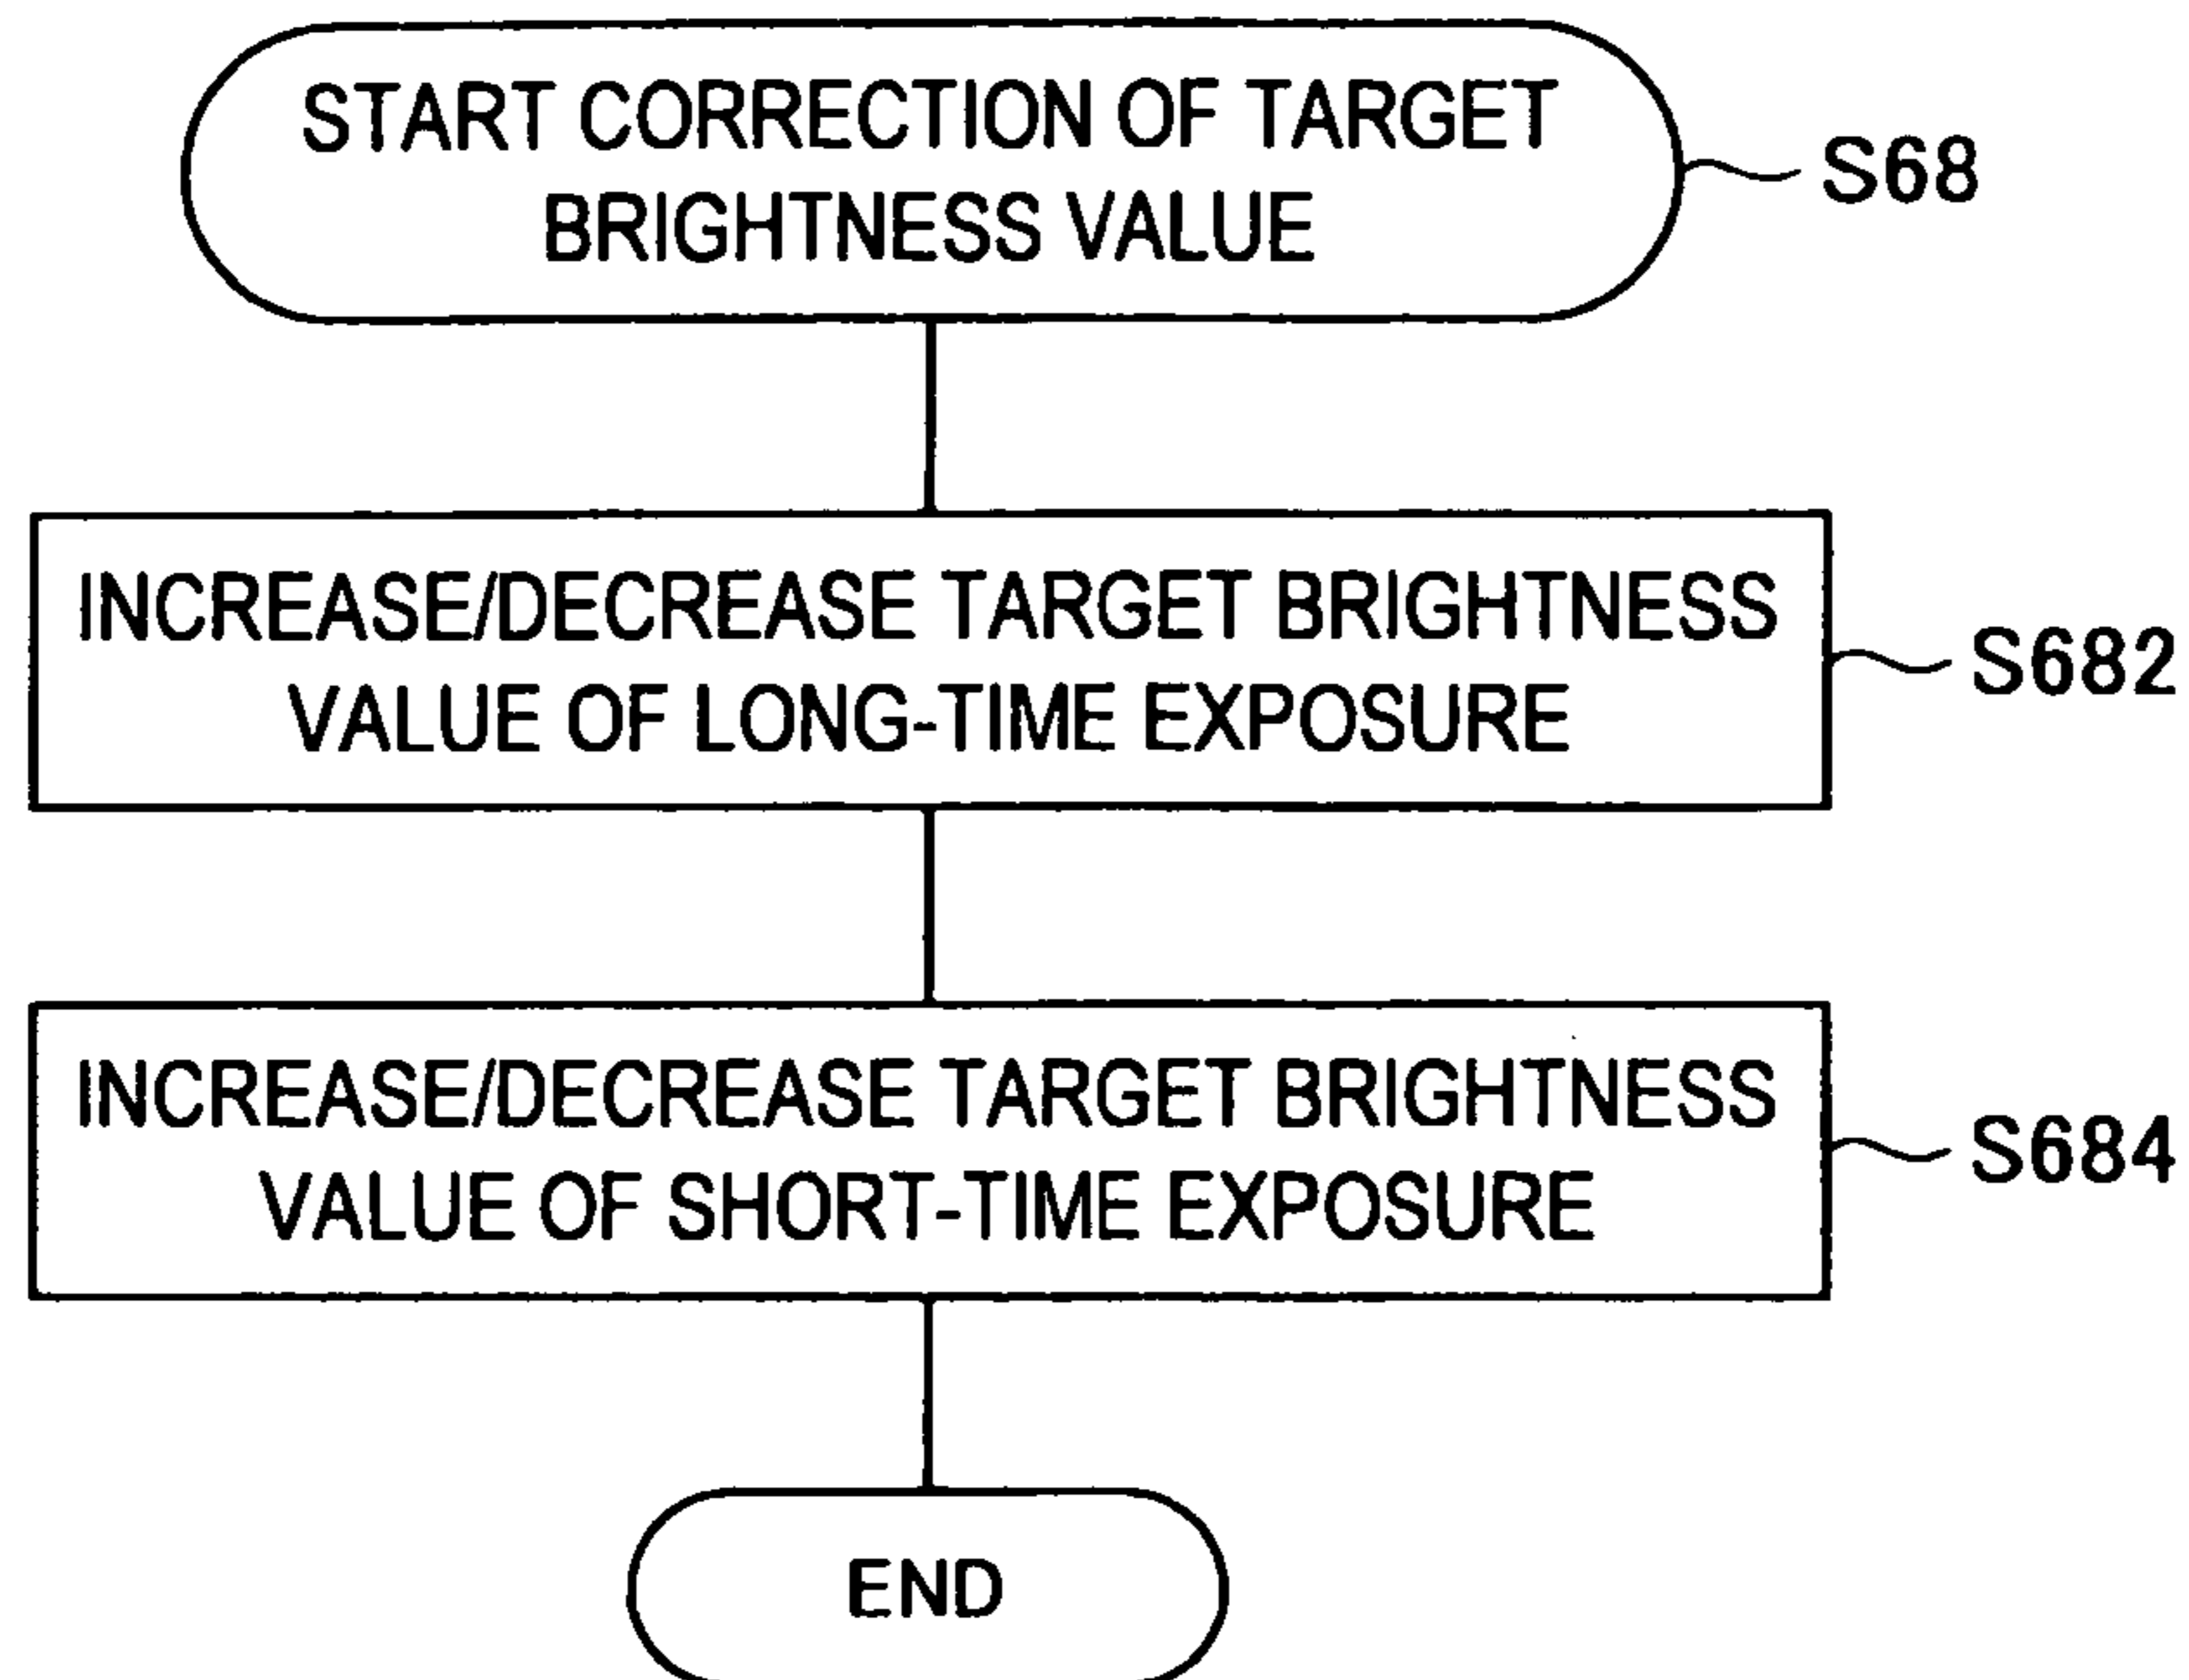 START CORRECTION OF TARGET
BRIGHTNESS VALUE
S68
INCREASE/DECREASE TARGET BRIGHTNESS
VALUE OF LONG-TIME EXPOSURE
S682
INCREASE/DECREASE TARGET BRIGHTNESS
VALUE OF SHORT-TIME EXPOSURE
S684
END